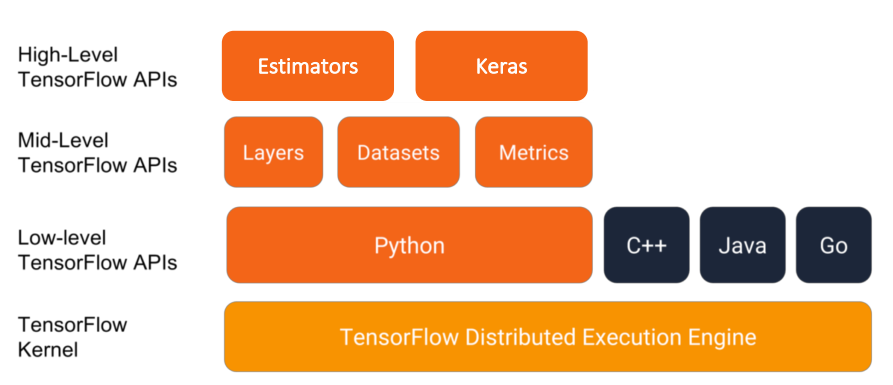 High-Level
TensorFlow APIs
Estimators
Keras
Mid-Level
TensorFlow APIs
Layers
Datasets
Metrics
Low-level
TensorFlow APIs
Python
C++
Java
Go
TensorFlow
Kernel
TensorFlow Distributed Execution Engine